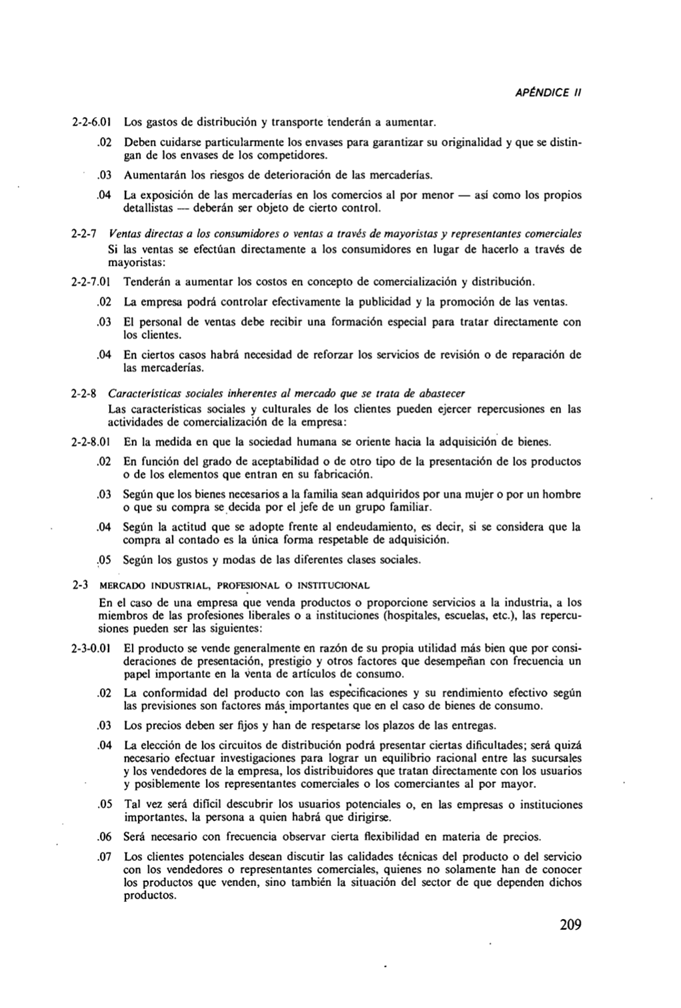 APÉNDICE II
2-2-6.01 Los gastos de distribución y transporte tenderán a aumentar.
.02 Deben cuidarse particularmente los envases para garantizar su originalidad y que se distin-
gan de los envases de los competidores.
.03 Aumentarán los riesgos de deterioración de las mercaderías.
.04 La exposición de las mercaderías en los comercios al por menor — así como los propios
detallistas — deberán ser objeto de cierto control.
2-2-7 Ventas directas a los consumidores o ventas a través de mayoristas y representantes comerciales
Si las ventas se efectúan directamente a los consumidores en lugar de hacerlo a través de
mayoristas:
2-2-7.01 Tenderán a aumentar los costos en concepto de comercialización y distribución.
.02 La empresa podrá controlar efectivamente la publicidad y la promoción de las ventas.
.03 El personal de ventas debe recibir una formación especial para tratar directamente con
los clientes.
.04 En ciertos casos habrá necesidad de reforzar los servicios de revisión o de reparación de
las mercaderías.
2-2-8 Características sociales inherentes al mercado que se trata de abastecer
Las características sociales y culturales de los clientes pueden ejercer repercusiones en las
actividades de comercialización de la empresa:
2-2-8.01 En la medida en que la sociedad humana se oriente hacia la adquisición de bienes.
.02 En función del grado de aceptabilidad o de otro tipo de la presentación de los productos
o de los elementos que entran en su fabricación.
.03 Según que los bienes necesarios a la familia sean adquiridos por una mujer o por un hombre
o que su compra se decida por el jefe de un grupo familiar.
.04 Según la actitud que se adopte frente al endeudamiento, es decir, si se considera que la
compra al contado es la única forma respetable de adquisición.
.05 Según los gustos y modas de las diferentes clases sociales.
2-3 MERCADO INDUSTRIAL, PROFESIONAL O INSTITUCIONAL
En el caso de una empresa que venda productos o proporcione servicios a la industria, a los
miembros de las profesiones liberales o a instituciones (hospitales, escuelas, etc.), las repercu-
siones pueden ser las siguientes:
2-3-0.01 El producto se vende generalmente en razón de su propia utilidad más bien que por consi-
deraciones de presentación, prestigio y otros factores que desempeñan con frecuencia un
papel importante en la venta de artículos de consumo.
.02 La conformidad del producto con las especificaciones y su rendimiento efectivo según
las previsiones son factores más importantes que en el caso de bienes de consumo.
.03 Los precios deben ser fijos y han de respetarse los plazos de las entregas.
.04 La elección de los circuitos de distribución podrá presentar ciertas dificultades; será quizá
necesario efectuar investigaciones para lograr un equilibrio racional entre las sucursales
y los vendedores de la empresa, los distribuidores que tratan directamente con los usuarios
y posiblemente los representantes comerciales o los comerciantes al por mayor.
.05 Tal vez será difícil descubrir los usuarios potenciales o, en las empresas o instituciones
importantes, la persona a quien habrá que dirigirse.
.06 Será necesario con frecuencia observar cierta flexibilidad en materia de precios.
.07 Los clientes potenciales desean discutir las calidades técnicas del producto o del servicio
con los vendedores o representantes comerciales, quienes no solamente han de conocer
los productos que venden, sino también la situación del sector de que dependen dichos
productos.
209